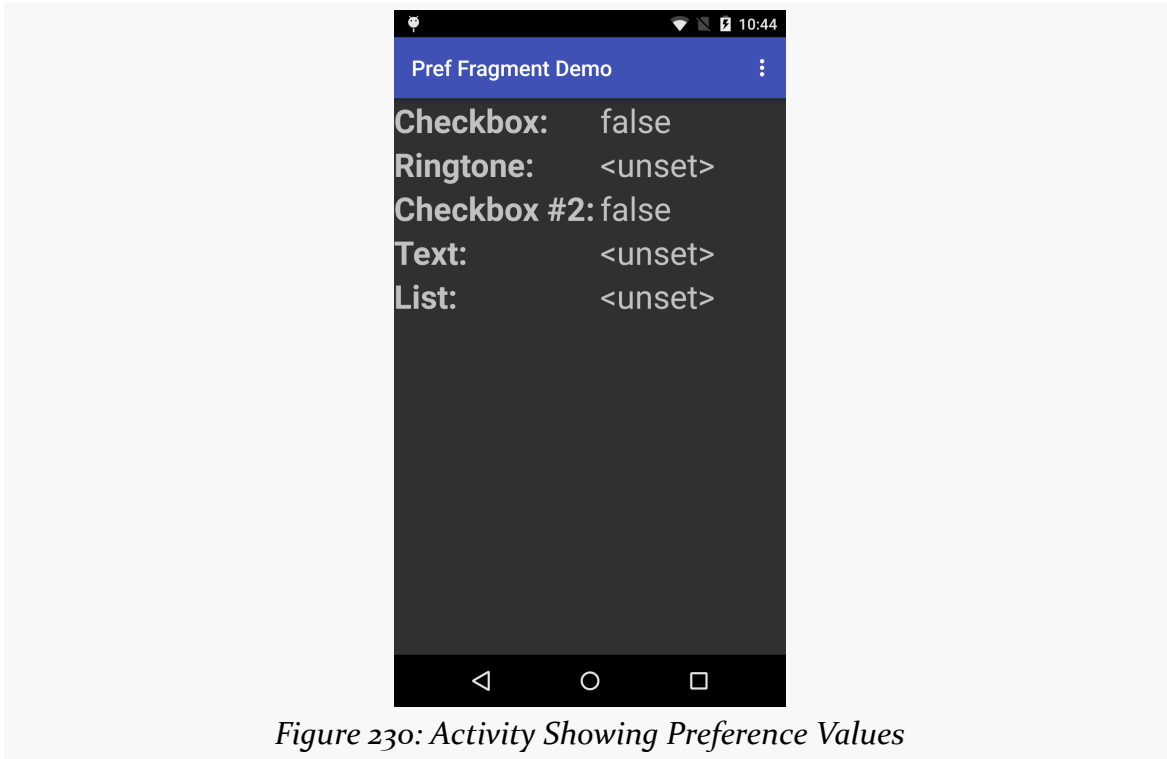 10:44
Pref Fragment Demo
Checkbox: false
Ringtone: <unset>
Checkbox #2: false
Text: <unset>
List: <unset>
Figure 230: Activity Showing Preference Values